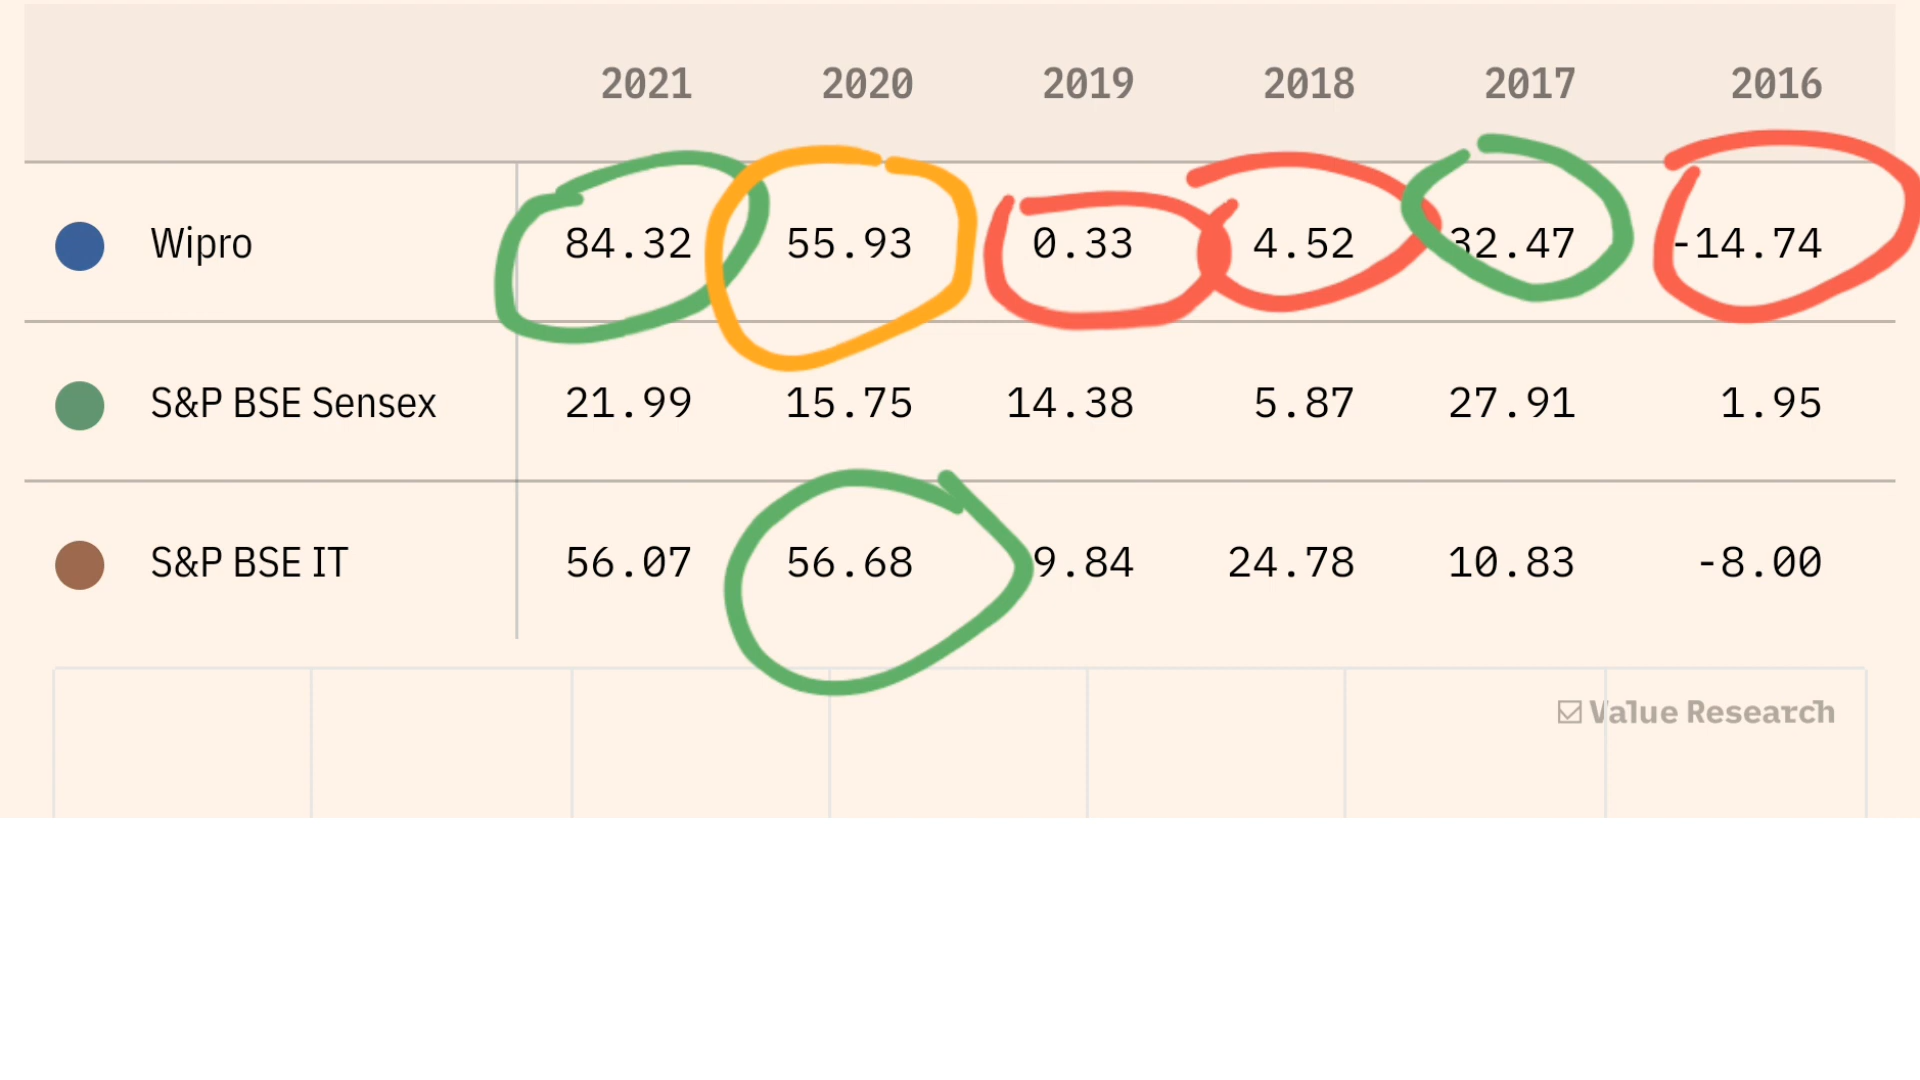 2021 2020 2019 2018 2017 2016
Wipro 84.32 55.93 0.33 4.52 32.47 -14.74
S&P BSE Sensex 21.99 15.75 14.38 5.87 27.91 1.95
S&P BSE IT 56.07 56.68 9.84 24.78 10.83 -8.00
Value Research